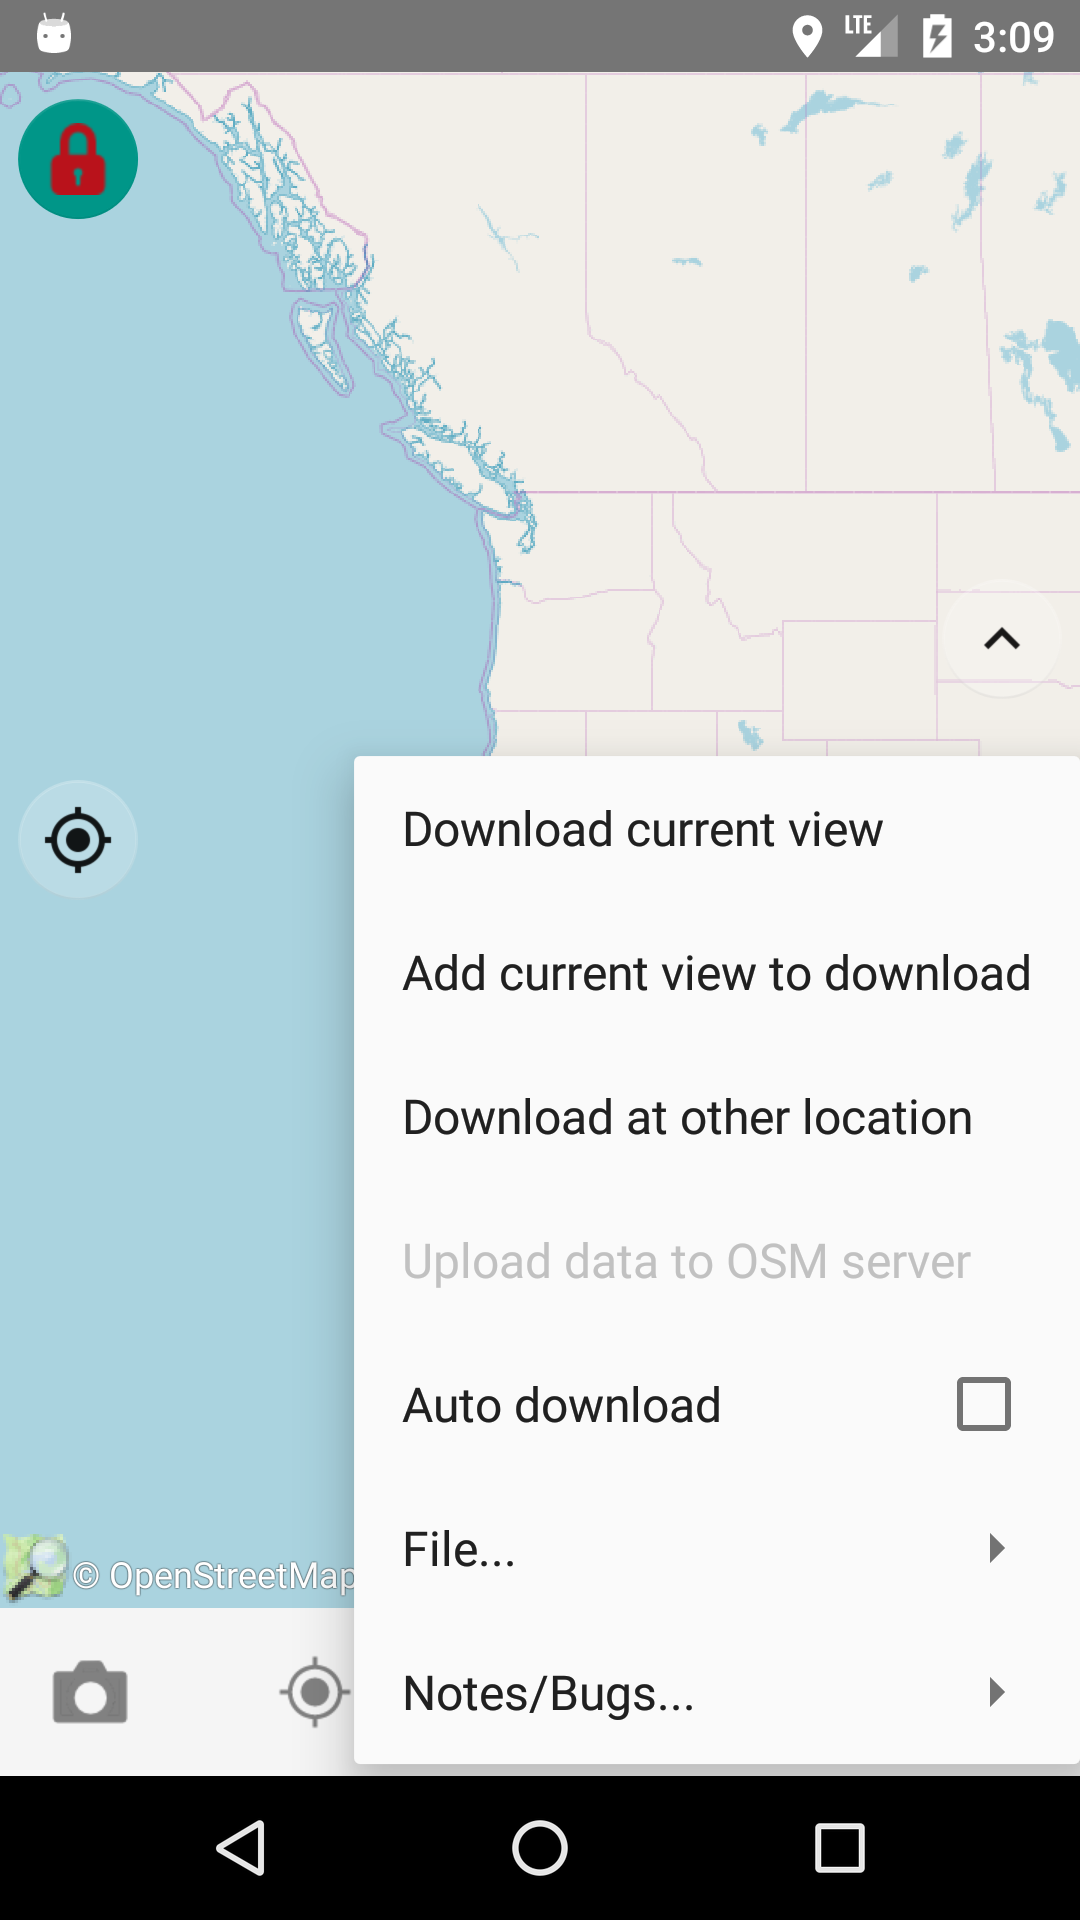 LTE 3:09
Download current view
Add current view to download
Download at other location
Upload data to OSM server
Auto download
File...
© OpenStreetMap
Notes/Bugs...